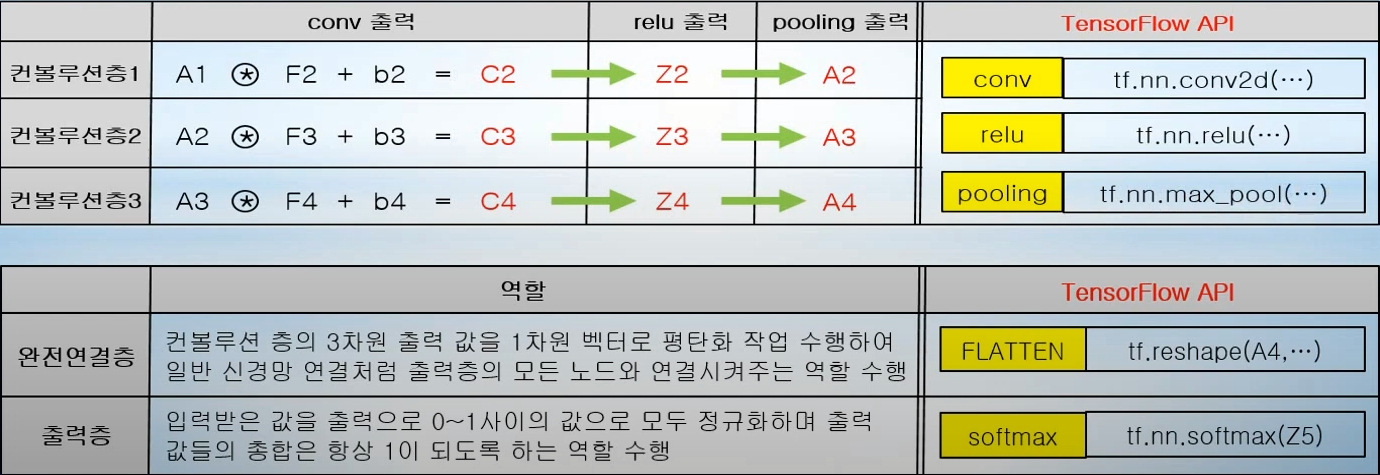 conv 출력 relu 출력 pooling 출력 TensorFlow API
컨볼루션층1 A1 ⊛ F2 + b2 = C2 Z2 A2 conv tf.nn.conv2d(…)
컨볼루션층2 A2 ⊛ F3 + b3 = C3 Z3 A3 relu tf.nn.relu(…)
컨볼루션층3 A3 ⊛ F4 + b4 = C4 Z4 A4 pooling tf.nn.max_pool(…)
역할 TensorFlow API
완전연결층
컨볼루션 층의 3차원 출력 값을 1차원 벡터로 평탄화 작업 수행하여
일반 신경망 연결처럼 출력층의 모든 노드와 연결시켜주는 역할 수행
FLATTEN tf.reshape(A4,…)
출력층
입력받은 값을 출력으로 0~1사이의 값으로 모두 정규화하며 출력
값들의 총합은 항상 1이 되도록 하는 역할 수행
softmax tf.nn.softmax(Z5)